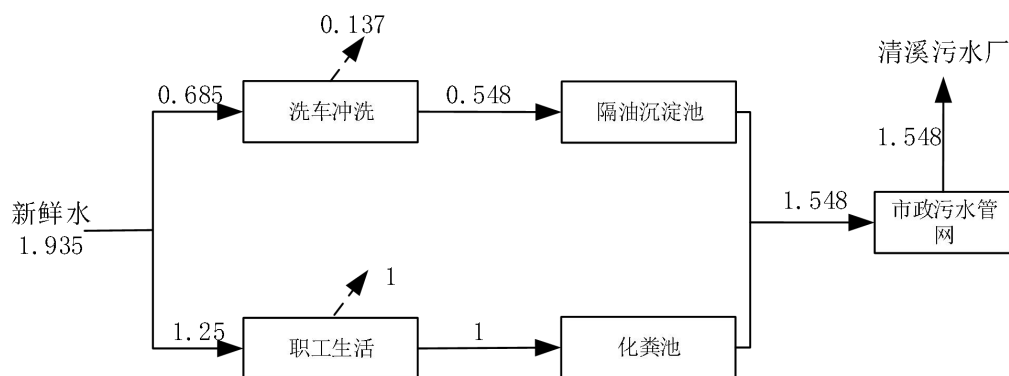 0.137
清溪污水厂
0.685
洗车冲洗
0.548
隔油沉淀池
1.548
新鲜水
1.935
1.548
市政污水管
网
1
1.25
职工生活
1
化粪池